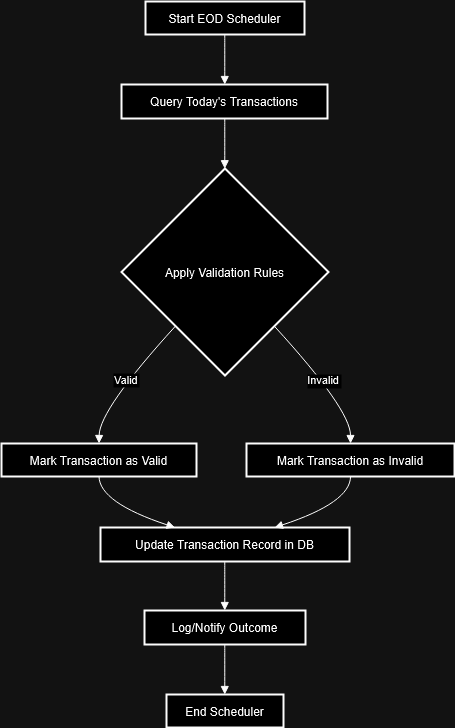 Start EOD Scheduler
Query Today's Transactions
Apply Validation Rules
Valid
Invalid
Mark Transaction as Valid
Mark Transaction as Invalid
Update Transaction Record in DB
Log/Notify Outcome
End Scheduler